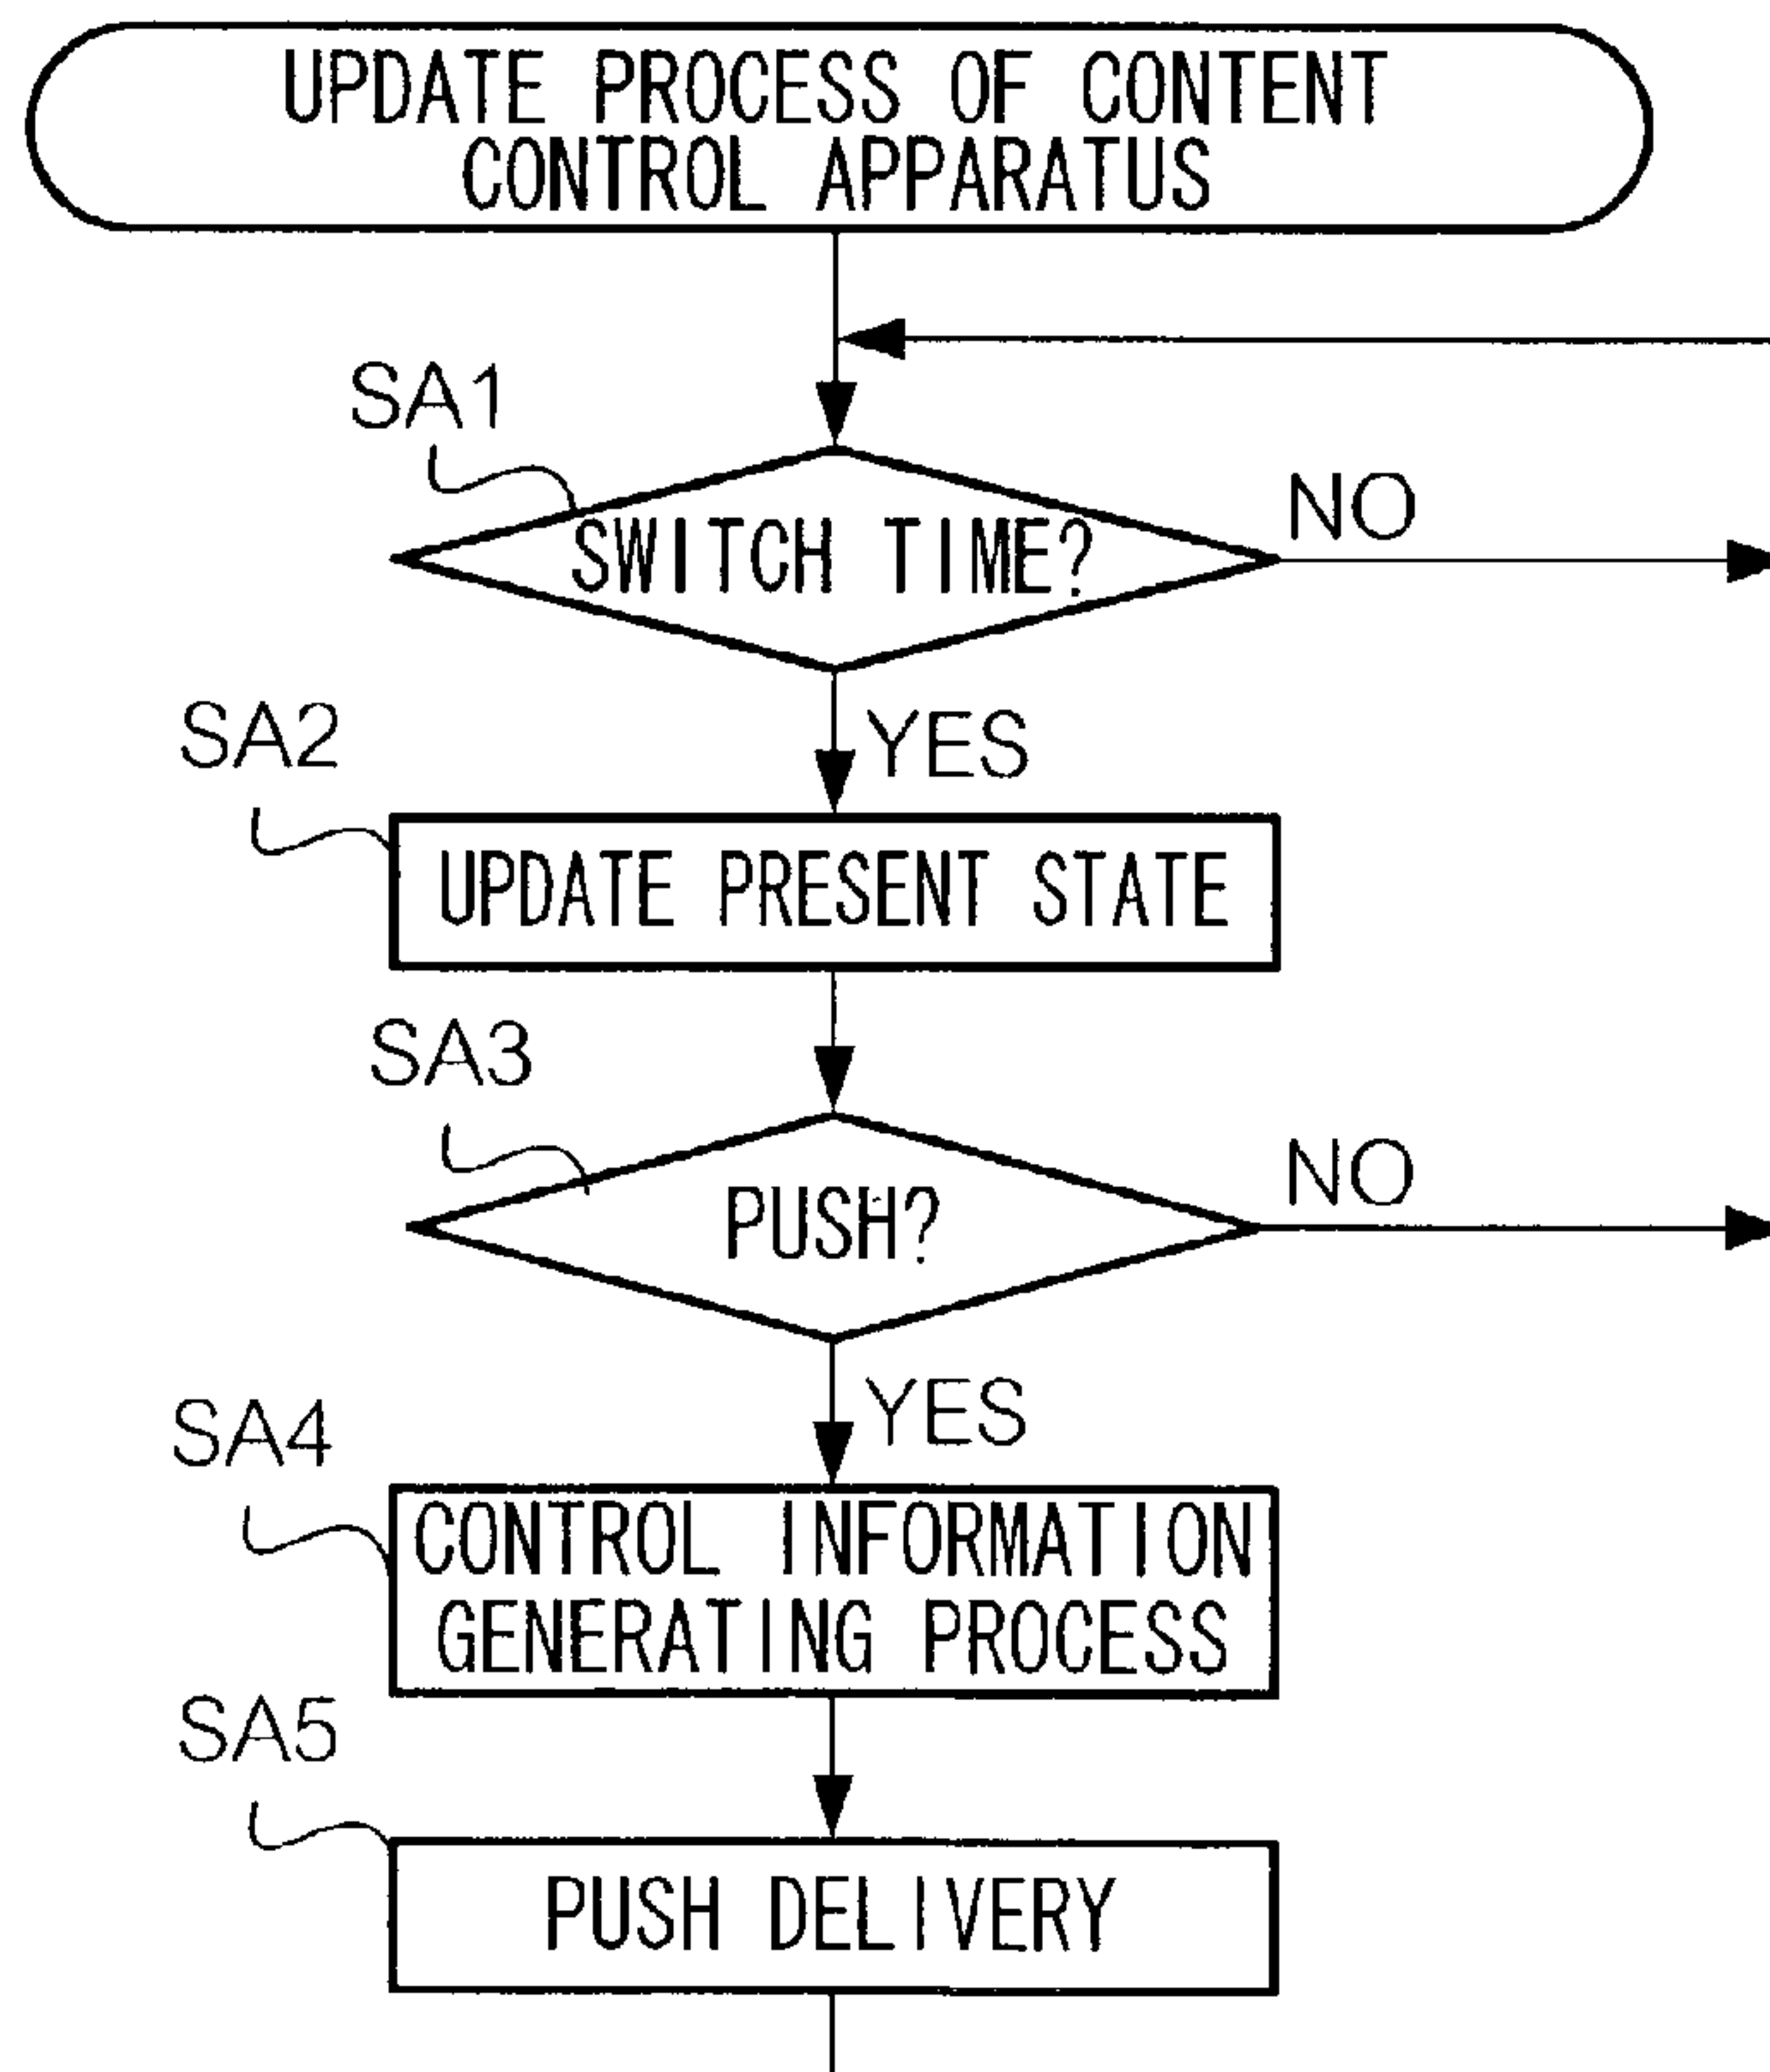 UPDATE PROCESS OF CONTENT
CONTROL APPARATUS
SA1
NO
SWITCH TIME?
SA2
YES
UPDATE PRESENT STATE
SA3
NO
PUSH?
SA4
YES
CONTROL INFORMATION
GENERATING PROCESS
SA5
PUSH DELIVERY